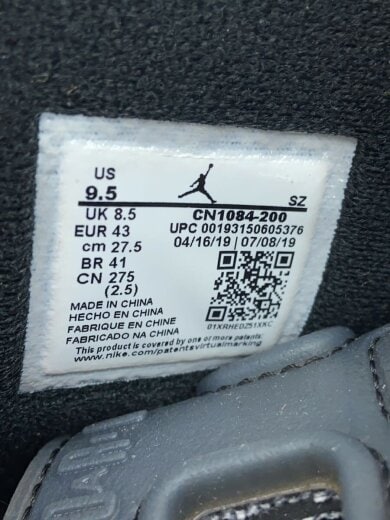 US
9.5
SZ
UK 8.5
CN1084-200
EUR 43
UPC 00193150605376
cm 27.5
04/16/19 | 07/08/19
BR 41
CN 275
(2.5)
01XRHEDZ51XKC
MADE IN CHINA
HECHO EN CHINA
FABRIQUE EN CHINE
FABRICADO NA CHINA
This product is covered by one or more patents:
www.nike.com/patentsvirtualmarking